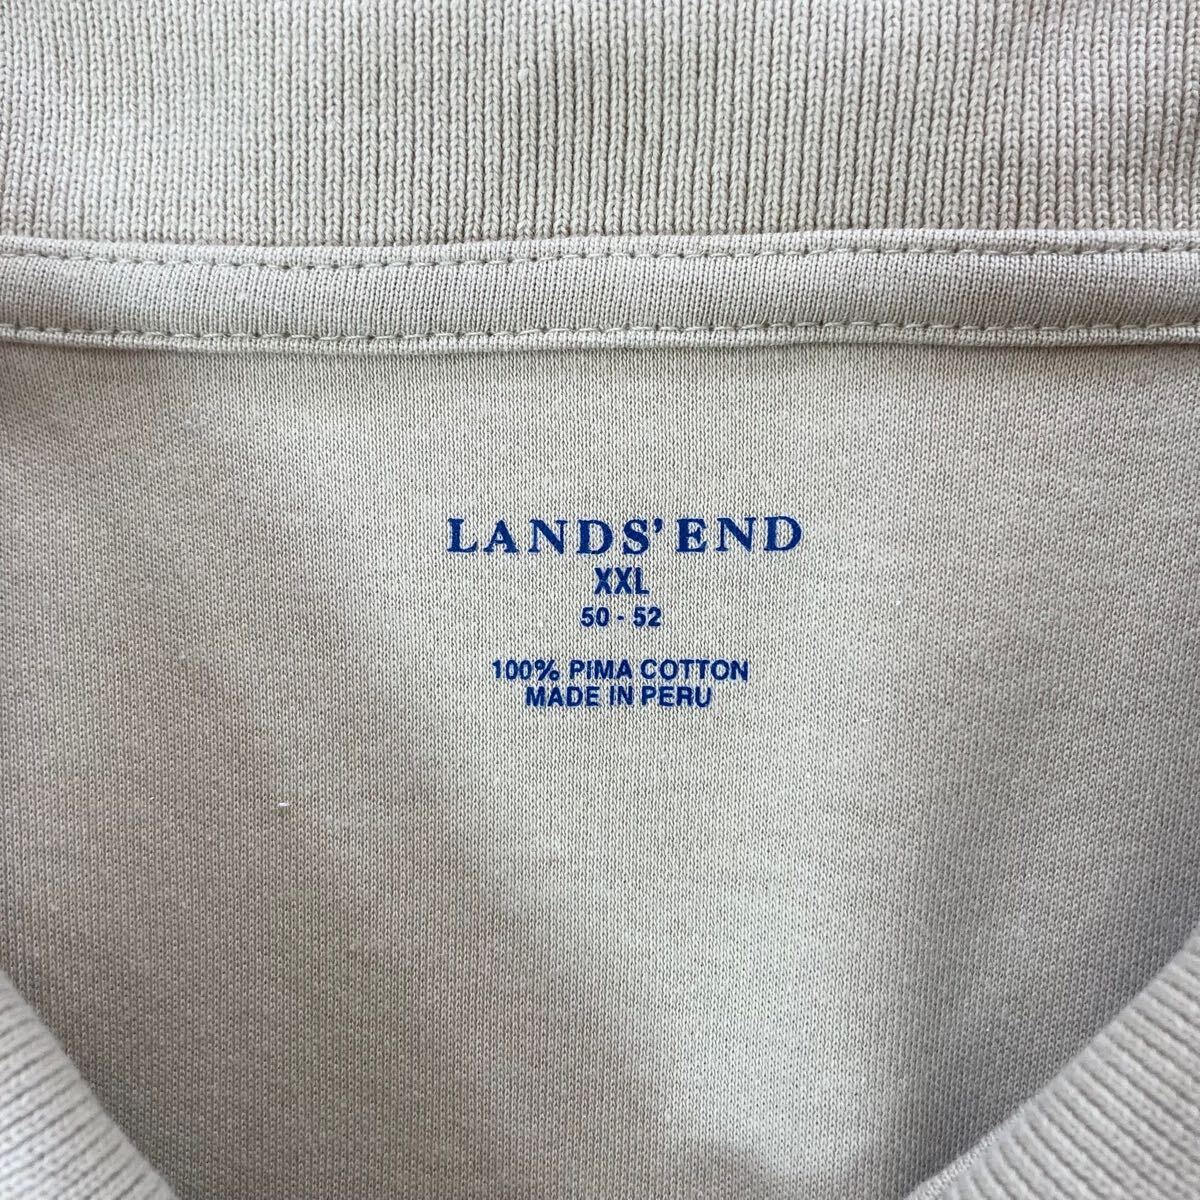 LANDS' END
XXL
50 - 52
100% PIMA COTTON
MADE IN PERU